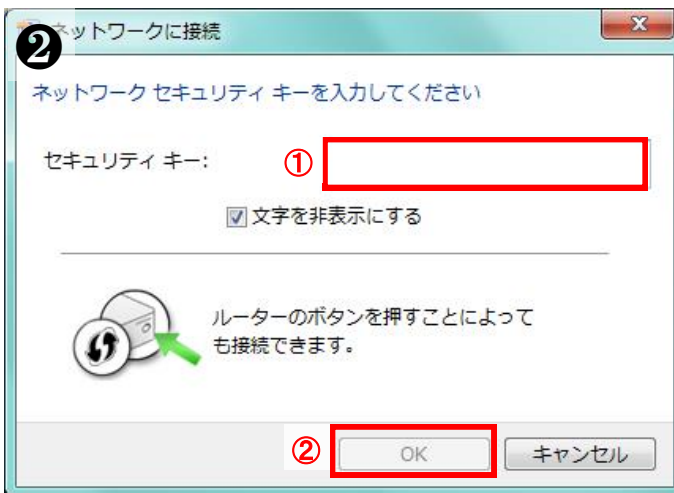 ❷
ットワークに接続
ネットワーク セキュリティ キーを入力してください
セキュリティ キー:
①
文字を非表示にする
ルーターのボタンを押すことによって
も接続できます。
②
OK
キャンセル